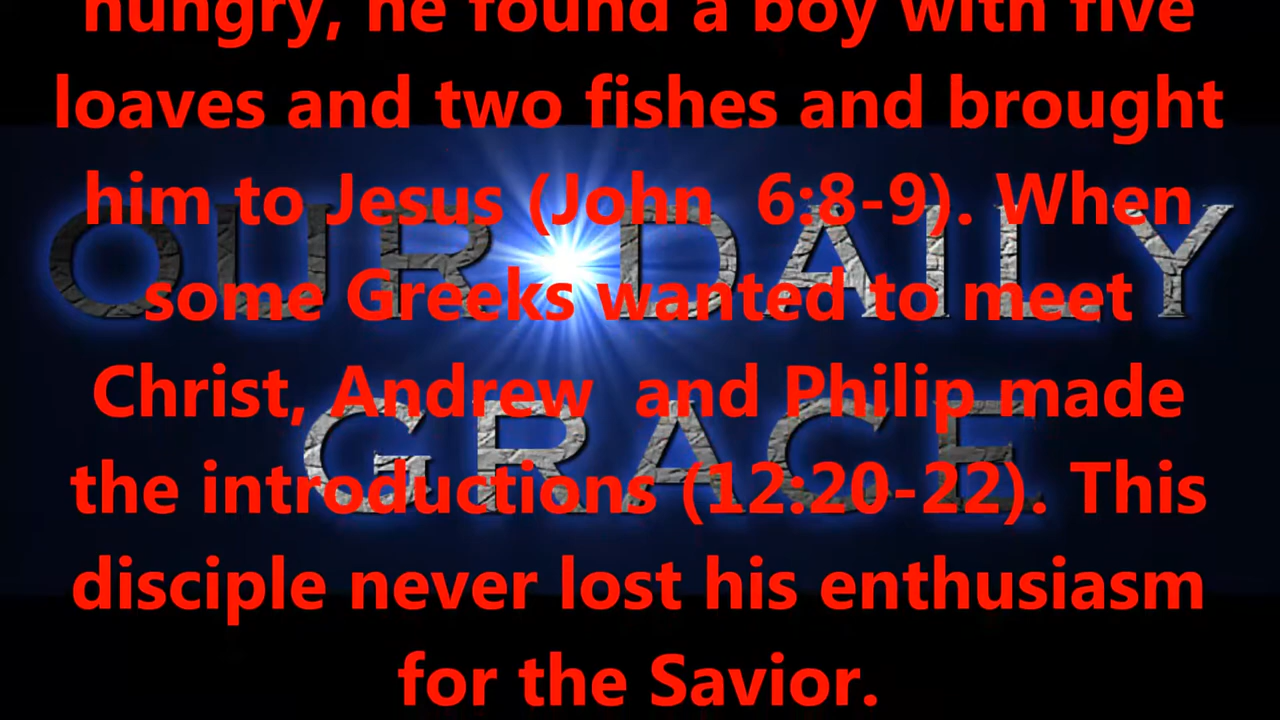 hungry, he found a boy with five
loaves and two fishes and brought
him to Jesus (John  6:8-9). When
some Greeks wanted to meet
Christ, Andrew  and Philip made
the introductions (12:20-22). This
disciple never lost his enthusiasm
for the Savior.
OUR DAILY
GRACE